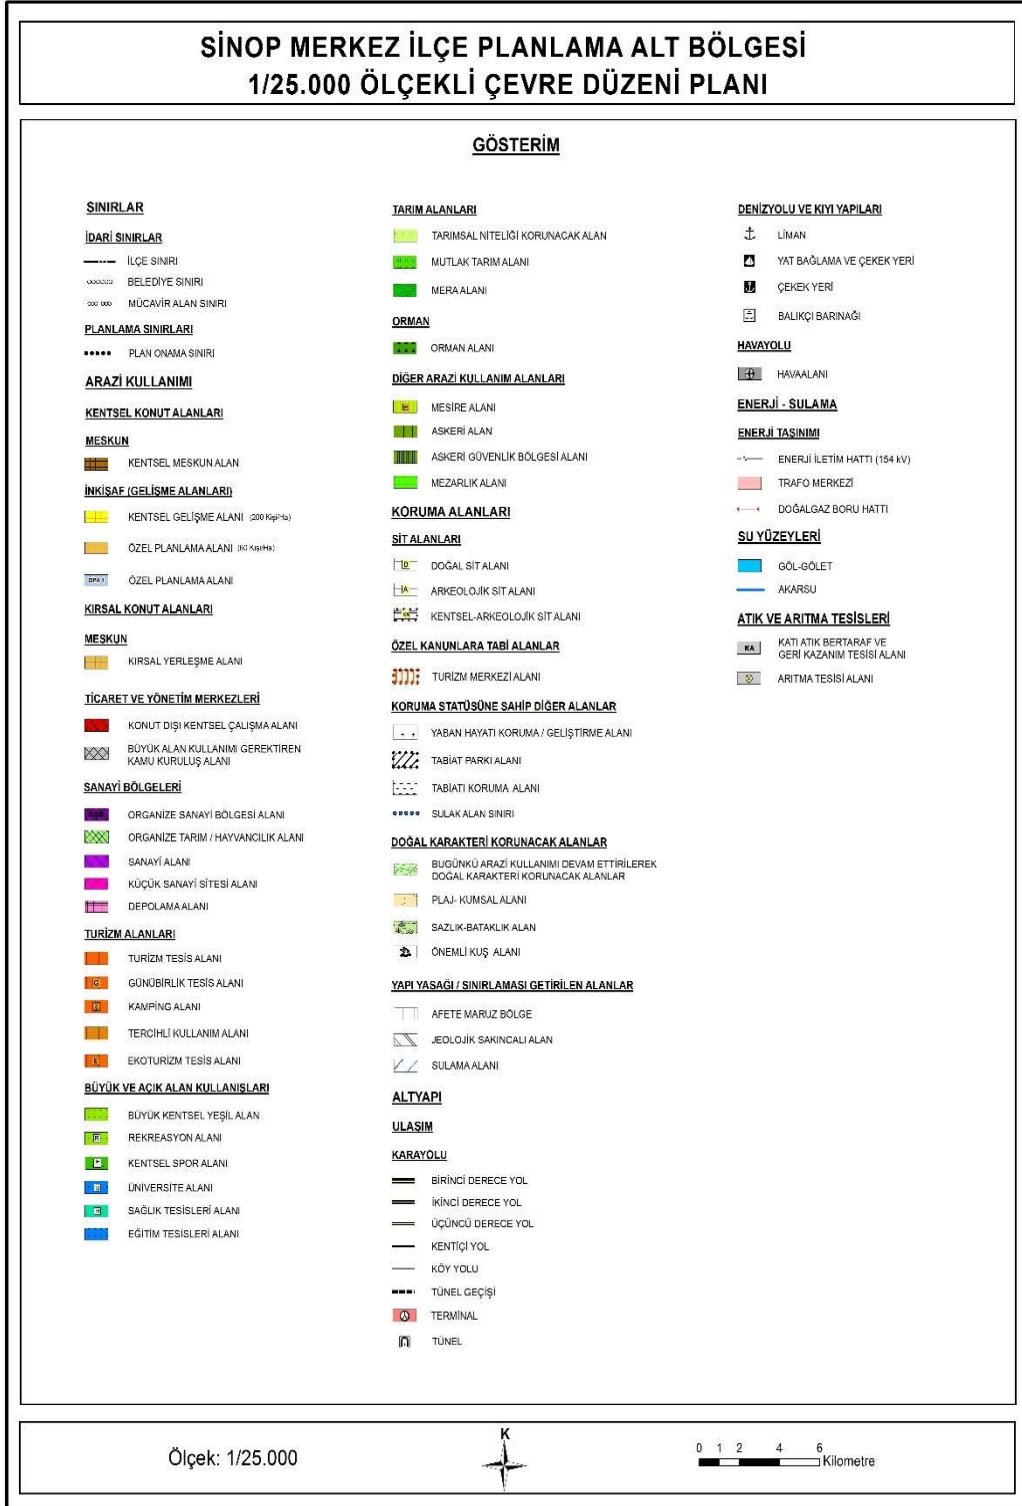 SİNOP MERKEZ İLÇE PLANLAMA ALT BÖLGESİ
1/25.000 ÖLÇEKLİ ÇEVRE DÜZENİ PLANI
GÖSTERİM
SINIRLAR
İDARİ SINIRLAR
İLÇE SINIRI
BELEDİYE SINIRI
MÜCAVİR ALAN SINIRI
PLANLAMA SINIRLARI
PLAN ONAMA SINIRI
ARAZİ KULLANIMI
KENTSEL KONUT ALANLARI
MESKUN
KENTSEL MESKUN ALAN
İNKİŞAF (GELİŞME ALANLARI)
KENTSEL GELİŞME ALANI (200 Kişi/Ha)
ÖZEL PLANLAMA ALANI (60 Kişi/Ha)
ÖPA 1 ÖZEL PLANLAMA ALANI
KIRSAL KONUT ALANLARI
MEŞKUN
KIRSAL YERLEŞME ALANI
TİCARET VE YÖNETİM MERKEZLERİ
KONUT DIŞI KENTSEL ÇALIŞMA ALANI
BÜYÜK ALAN KULLANIMI GEREKTİREN
KAMU KURULUŞ ALANI
SANAYİ BÖLGELERİ
ORGANİZE SANAYİ BÖLGESİ ALANI
ORGANİZE TARIM / HAYVANCILIK ALANI
SANAYİ ALANI
KÜÇÜK SANAYİ SİTESİ ALANI
DEPOLAMA ALANI
TURİZM ALANLARI
TURİZM TESİS ALANI
G GÜNÜBİRLİK TESİS ALANI
KAMPİNG ALANI
TERCİHLİ KULLANIM ALANI
E EKOTURİZM TESİS ALANI
BÜYÜK VE AÇIK ALAN KULLANIŞLARI
BÜYÜK KENTSEL YEŞİL ALAN
R REKREASYON ALANI
KENTSEL SPOR ALANI
ÜNİVERSİTE ALANI
SAĞLIK TESİSLERİ ALANI
EĞİTİM TESİSLERİ ALANI
TARIM ALANLARI
TARIMSAL NİTELİĞİ KORUNACAK ALAN
MUTLAK TARIM ALANI
MERA ALANI
ORMAN
ORMAN ALANI
DİĞER ARAZİ KULLANIM ALANLARI
MESİRE ALANI
ASKERİ ALAN
ASKERİ GÜVENLİK BÖLGESİ ALANI
MEZARLIK ALANI
KORUMA ALANLARI
SİT ALANLARI
D DOĞAL SİT ALANI
A ARKEOLOJİK SİT ALANI
KENTSEL-ARKEOLOJİK SİT ALANI
ÖZEL KANUNLARA TABİ ALANLAR
TURİZM MERKEZİ ALANI
KORUMA STATÜSÜNE SAHİP DİĞER ALANLAR
YABAN HAYATI KORUMA / GELİŞTİRME ALANI
TABİAT PARKI ALANI
TABİATI KORUMA ALANI
SULAK ALAN SINIRI
DOĞAL KARAKTERİ KORUNACAK ALANLAR
BUGÜNKÜ ARAZİ KULLANIMI DEVAM ETTİRİLEREK
DOĞAL KARAKTERİ KORUNACAK ALANLAR
PLAJ- KUMSAL ALANI
SAZLIK-BATAKLIK ALAN
ÖNEMLİ KUŞ ALANI
YAPI YASAĞI / SINIRLAMASI GETİRİLEN ALANLAR
AFETE MARUZ BÖLGE
JEOLOJİK SAKINCALI ALAN
SULAMA ALANI
ALTYAPI
ULAŞIM
KARAYOLU
BİRİNCİ DERECE YOL
İKİNCİ DERECE YOL
ÜÇÜNCÜ DERECE YOL
KENTİÇİ YOL
KÖY YOLU
TÜNEL GEÇİŞİ
TERMİNAL
TÜNEL
DENİZYOLU VE KIYI YAPILARI
LİMAN
YAT BAĞLAMA VE ÇEKEK YERİ
ÇEKEK YERİ
BALIKÇI BARINAĞI
HAVAYOLU
HAVAALANI
ENERJİ - SULAMA
ENERJİ TAŞINIMI
ENERJİ İLETİM HATTI (154 kV)
TRAFO MERKEZİ
DOĞALGAZ BORU HATTI
SU YÜZEYLERİ
GÖL-GÖLET
AKARSU
ATIK VE ARITMA TESİSLERİ
KA KATI ATIK BERTARAF VE
GERİ KAZANIM TESİSİ ALANI
ARITMA TESİSİ ALANI
Ölçek: 1/25.000
K
0 1 2 4 6
Kilometre